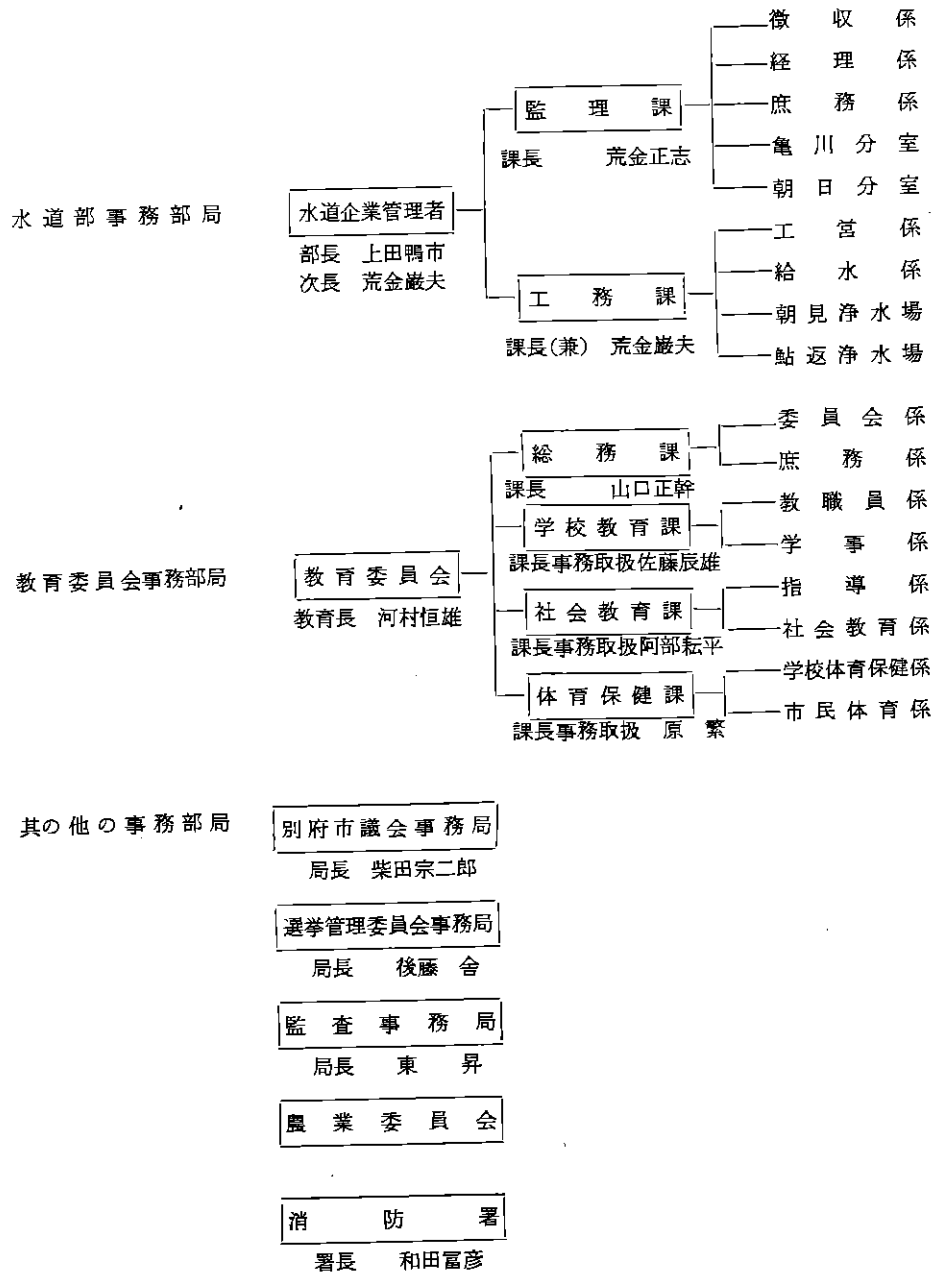 水道部事務部局
水道企業管理者
部長 上田鴨市
次長 荒金巌夫
監理課
課長 荒金正志
徴収係
経理係
庶務係
亀川分室
朝日分室
工務課
課長(兼) 荒金巌夫
工営係
給水係
朝見浄水場
鮎返浄水場
教育委員会事務部局
教育委員会
教育長 河村恒雄
総務課
課長 山口正幹
委員会係
庶務係
学校教育課
課長事務取扱佐藤辰雄
教職員係
学事係
社会教育課
課長事務取扱阿部耘平
指導係
社会教育係
体育保健課
課長事務取扱 原 繁
学校体育保健係
市民体育係
其の他の事務部局
別府市議会事務局
局長 柴田宗二郎
選挙管理委員会事務局
局長 後藤 舎
監査事務局
局長 東 昇
農業委員会
消防署
署長 和田冨彦